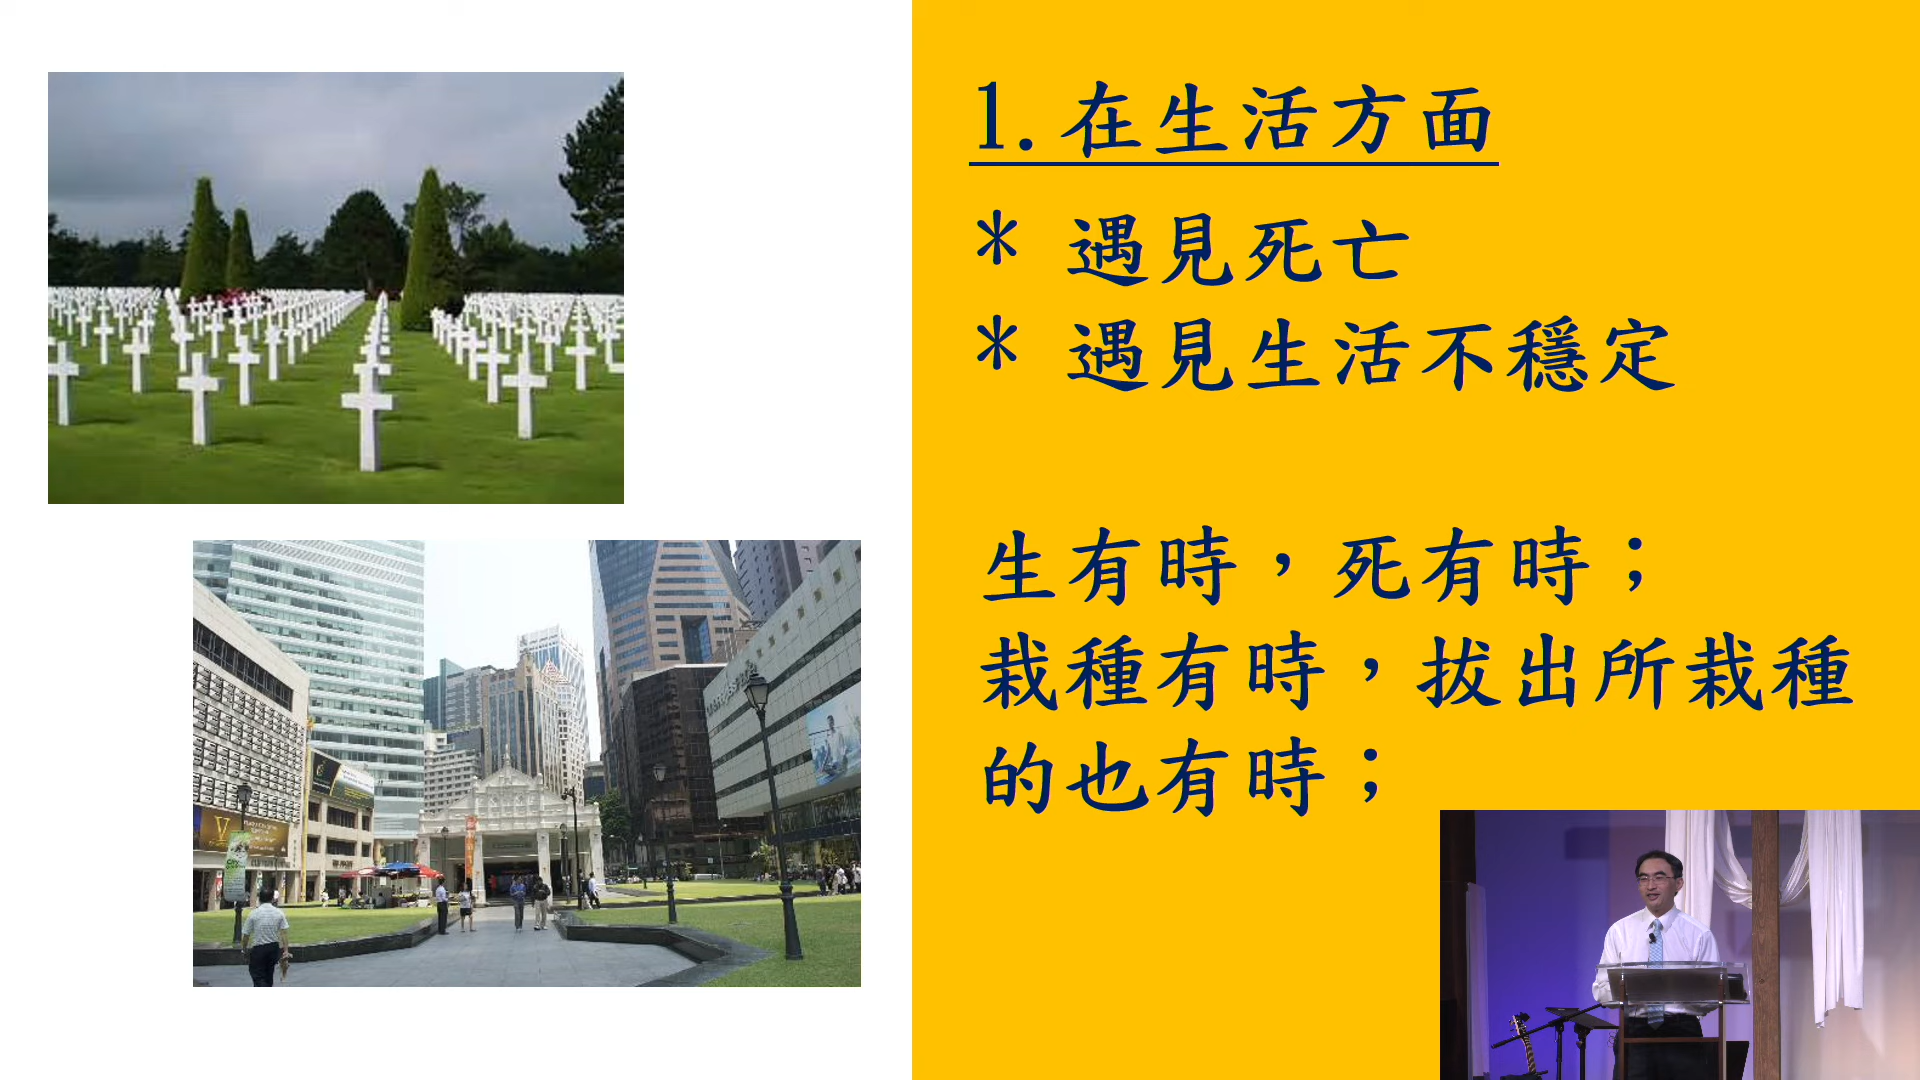 1.在生活方面
* 遇見死亡
* 遇見生活不穩定
生有時，死有時；
栽種有時，拔出所栽種
的也有時；